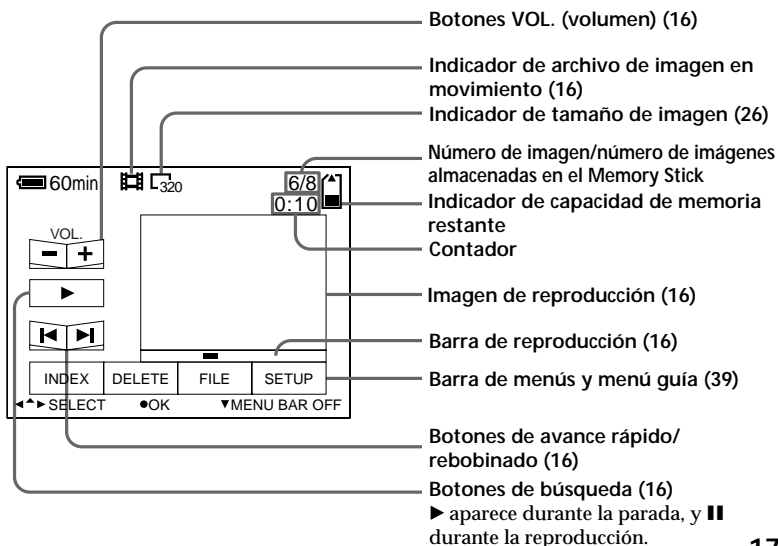 Botones VOL. (volumen) (16)
Indicador de archivo de imagen en
movimiento (16)
Indicador de tamaño de imagen (26)
Número de imagen/número de imágenes
almacenadas en el Memory Stick
Indicador de capacidad de memoria
restante
Contador
Imagen de reproducción (16)
Barra de reproducción (16)
Barra de menús y menú guía (39)
Botones de avance rápido/
rebobinado (16)
Botones de búsqueda (16)
► aparece durante la parada, y ❚❚
durante la reproducción.
60min 320 6/8
0:10
VOL.
− +
►
INDEX DELETE FILE SETUP
◄▲► SELECT ●OK ▼MENU BAR OFF